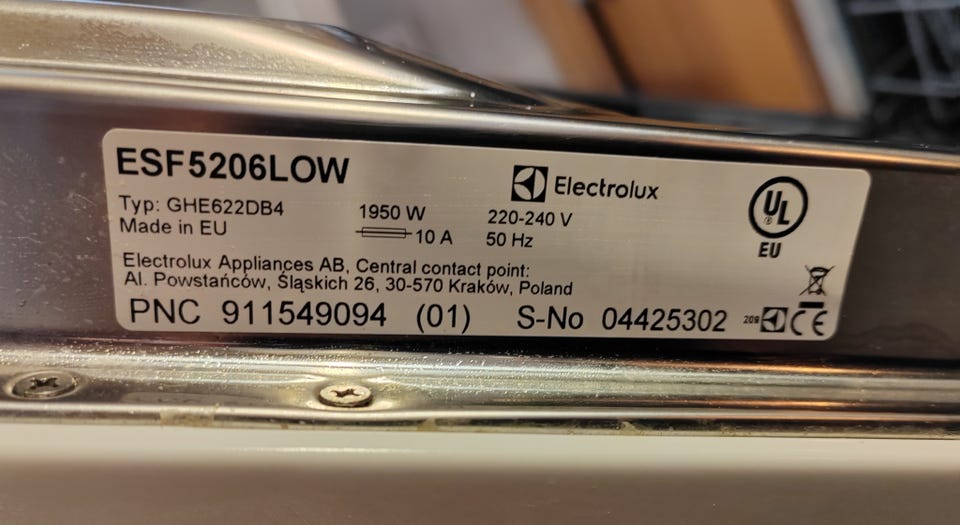 ESF5206LOW
Electrolux
Typ: GHE622DB4 1950 W 220-240 V
Made in EU 10 A 50 Hz
UL
EU
Electrolux Appliances AB, Central contact point:
Al. Powstańców, Śląskich 26, 30-570 Kraków, Poland
PNC 911549094 (01) S-No 04425302 CE